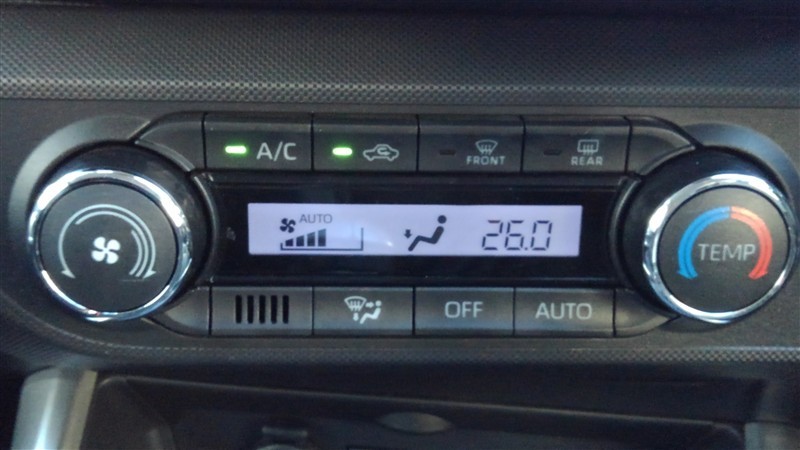 A/C
FRONT
REAR
AUTO
26.0
TEMP
OFF
AUTO